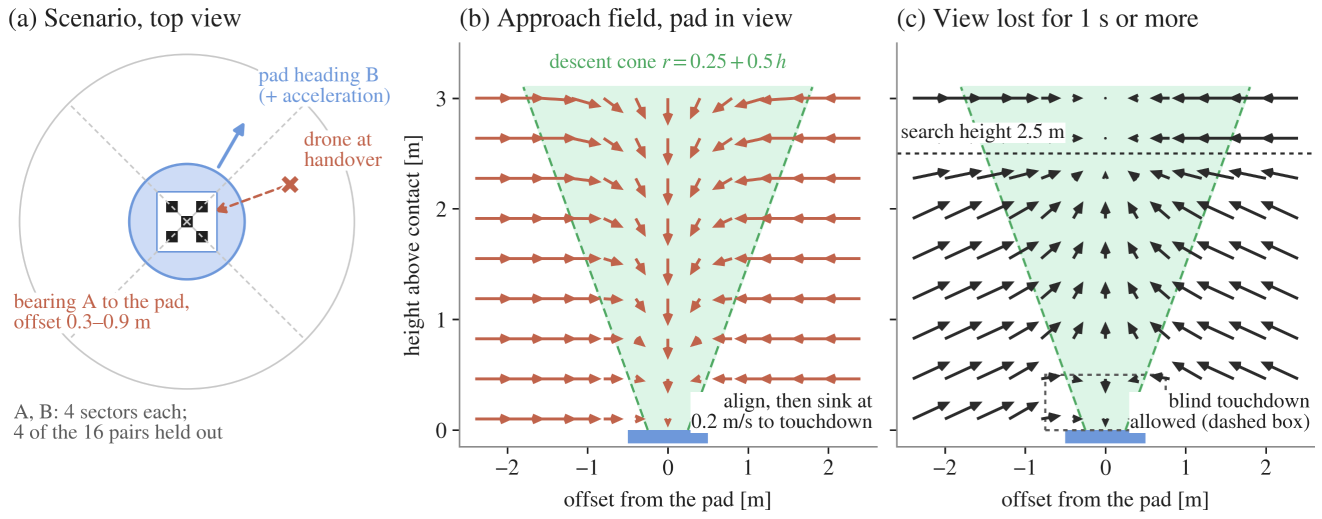 (a) Scenario, top view
pad heading B
(+ acceleration)
drone at
handover
bearing A to the pad,
offset 0.3–0.9 m
A, B: 4 sectors each;
4 of the 16 pairs held out
(b) Approach field, pad in view
descent cone r = 0.25 + 0.5 h
height above contact [m]
3
2
1
0
align, then sink at
0.2 m/s to touchdown
−2 −1 0 1 2
offset from the pad [m]
(c) View lost for 1 s or more
search height 2.5 m
blind touchdown
allowed (dashed box)
−2 −1 0 1 2
offset from the pad [m]